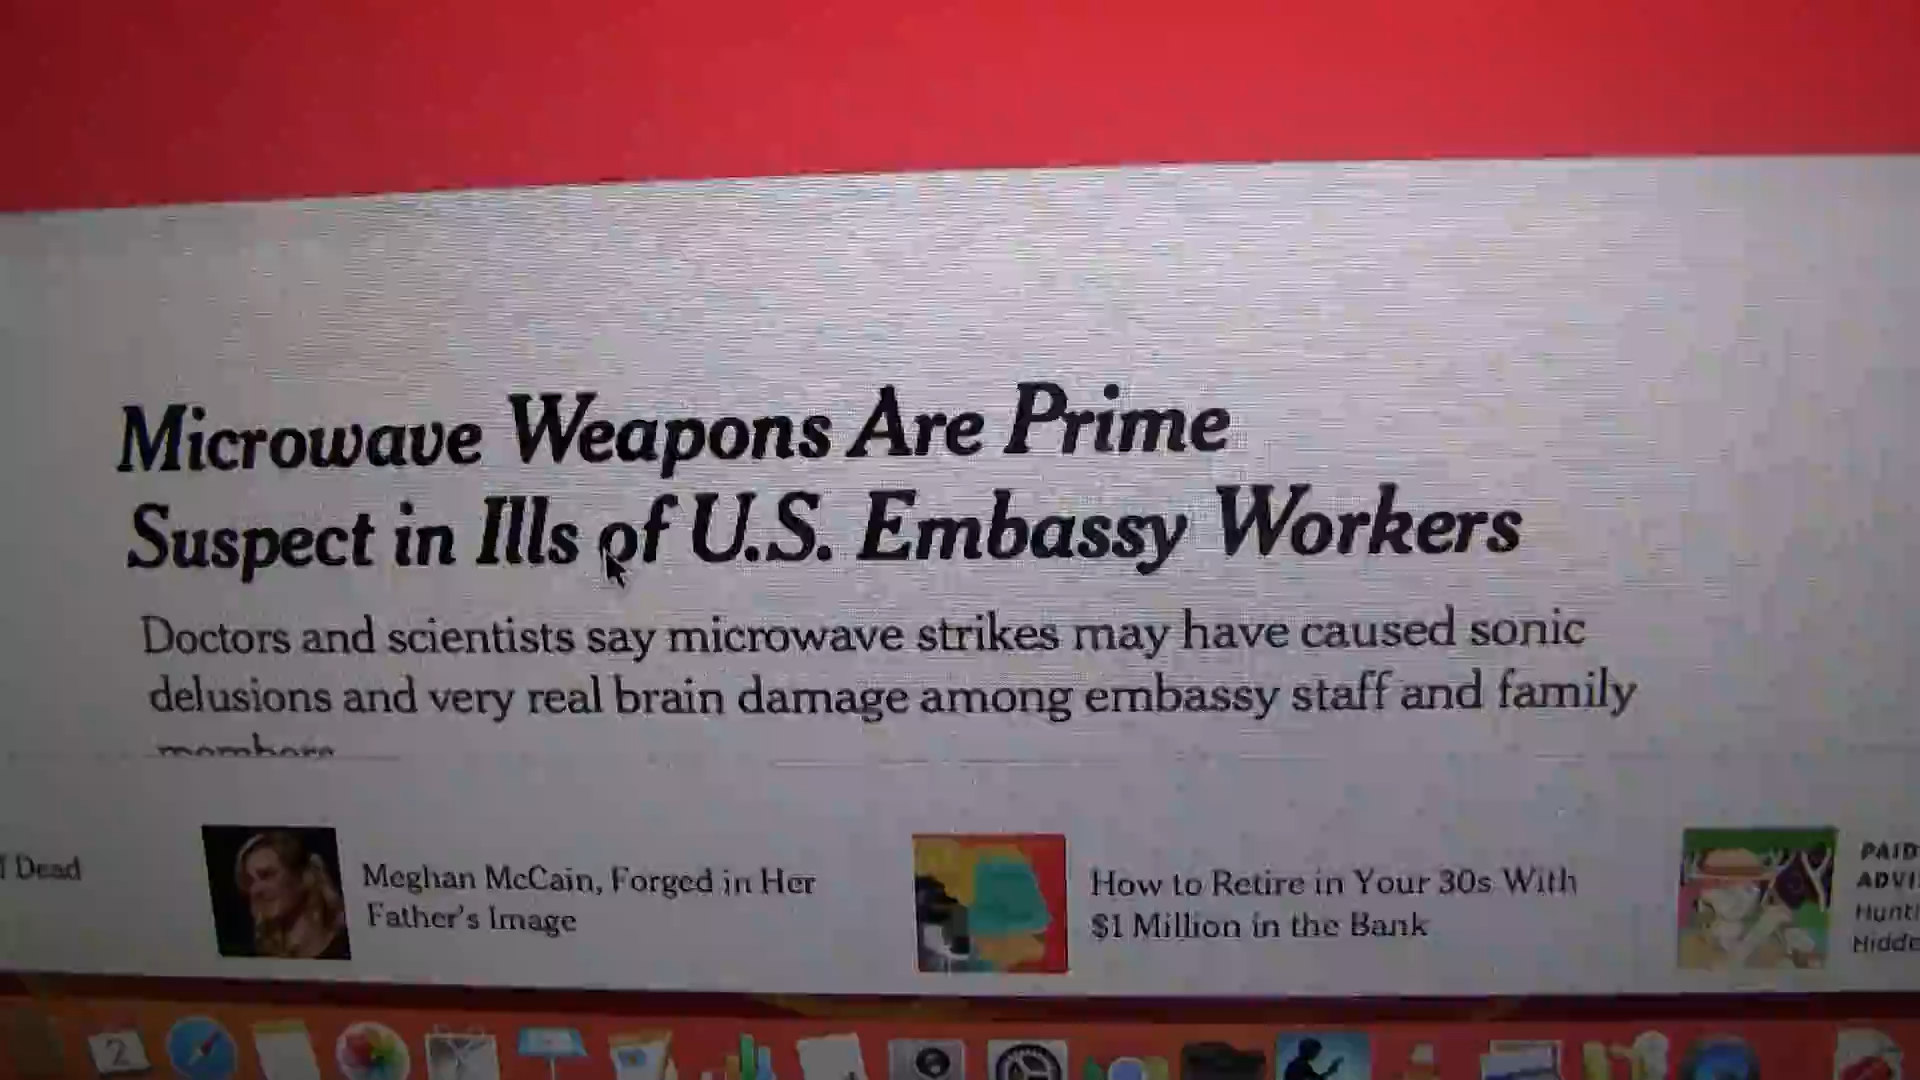 Microwave Weapons Are Prime
Suspect in Ills of U.S. Embassy Workers
Doctors and scientists say microwave strikes may have caused sonic
delusions and very real brain damage among embassy staff and family
members
Dead
Meghan McCain, Forged in Her
Father's Image
How to Retire in Your 30s With
$1 Million in the Bank
PAID
2